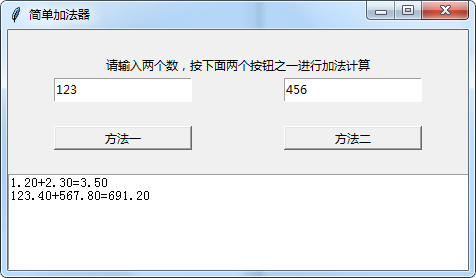 简单加法器
请输入两个数，按下面两个按钮之一进行加法计算
123 456
方法一 方法二
1.20+2.30=3.50
123.40+567.80=691.20